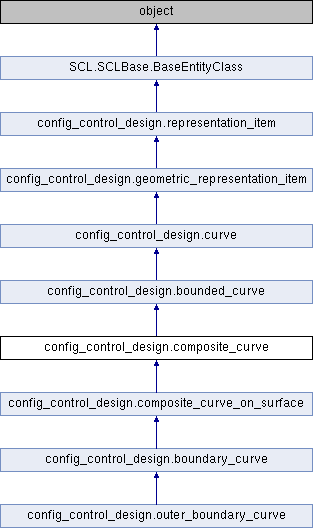 object
SCL.SCLBase.BaseEntityClass
config_control_design.representation_item
config_control_design.geometric_representation_item
config_control_design.curve
config_control_design.bounded_curve
config_control_design.composite_curve
config_control_design.composite_curve_on_surface
config_control_design.boundary_curve
config_control_design.outer_boundary_curve